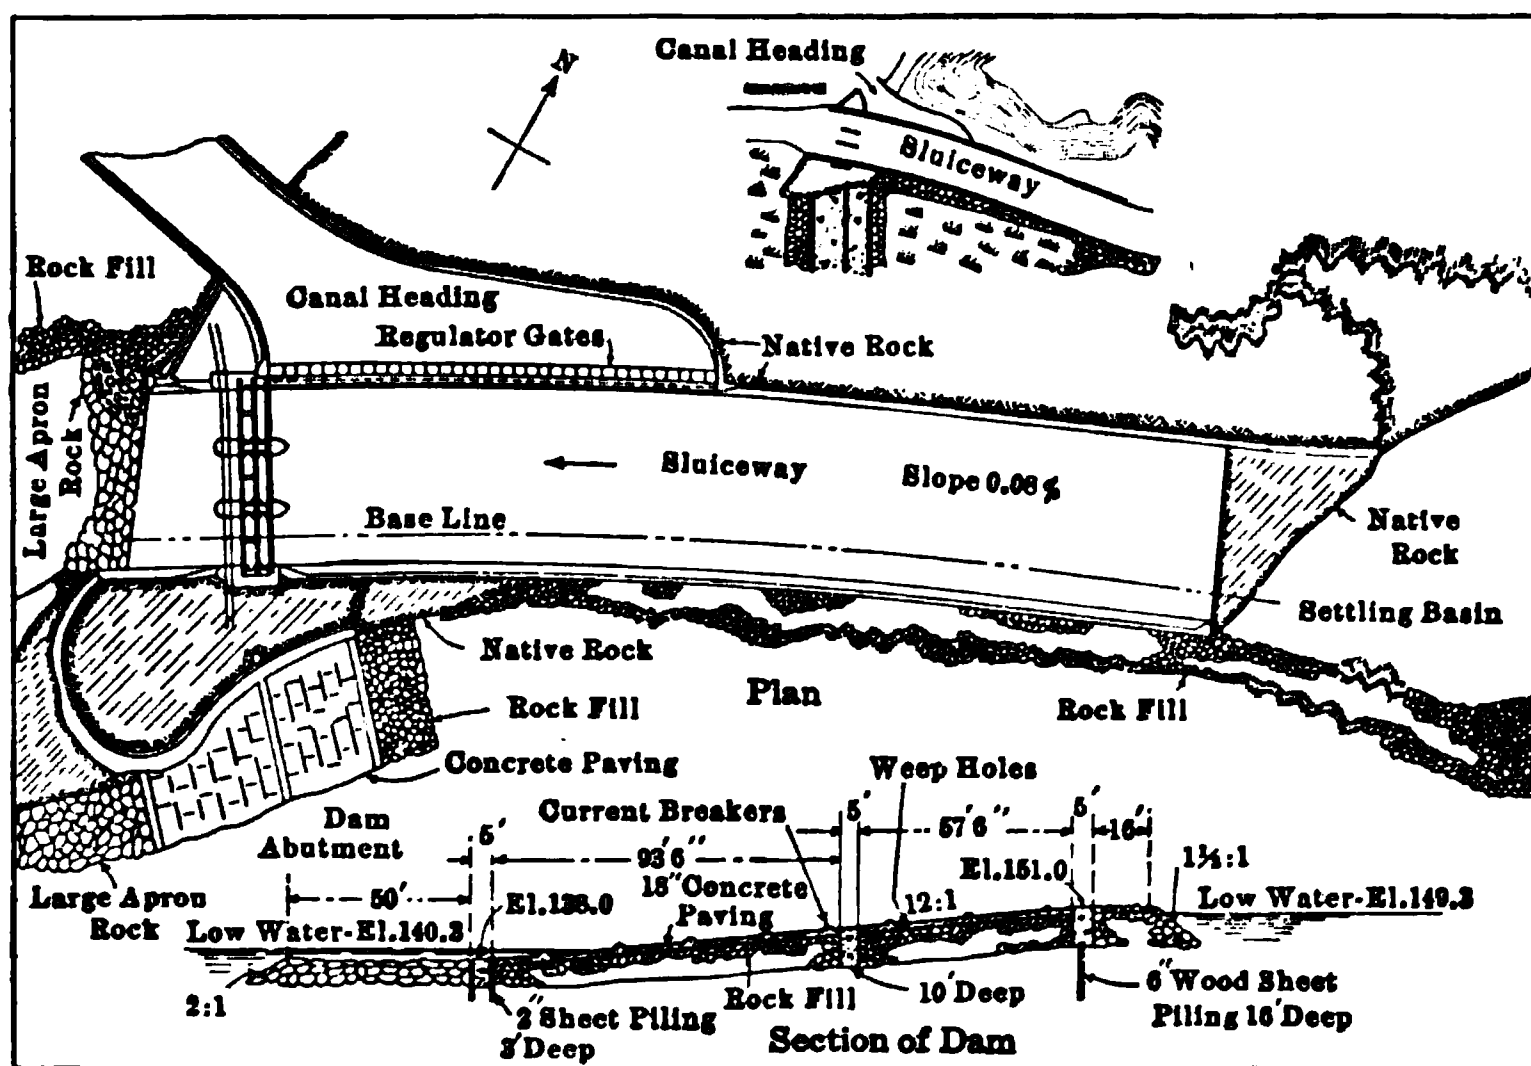 N
Canal Heading
Sluiceway
Rock Fill
Canal Heading
Regulator Gates
Native Rock
Large Apron
Rock
Sluiceway
Slope 0.08%
Base Line
Native
Rock
Settling Basin
Native Rock
Rock Fill
Plan
Rock Fill
Concrete Paving
Weep Holes
Current Breakers
5'
57'6"
5'
16'
Dam
Abutment
5'
93'6"
1½:1
Large Apron
Rock
50'
El.138.0
18"Concrete
Paving
12:1
El.151.0
Low Water-El.149.3
Low Water-El.140.3
2:1
2"Sheet Piling
3'Deep
Rock Fill
10'Deep
6"Wood Sheet
Piling 16'Deep
Section of Dam